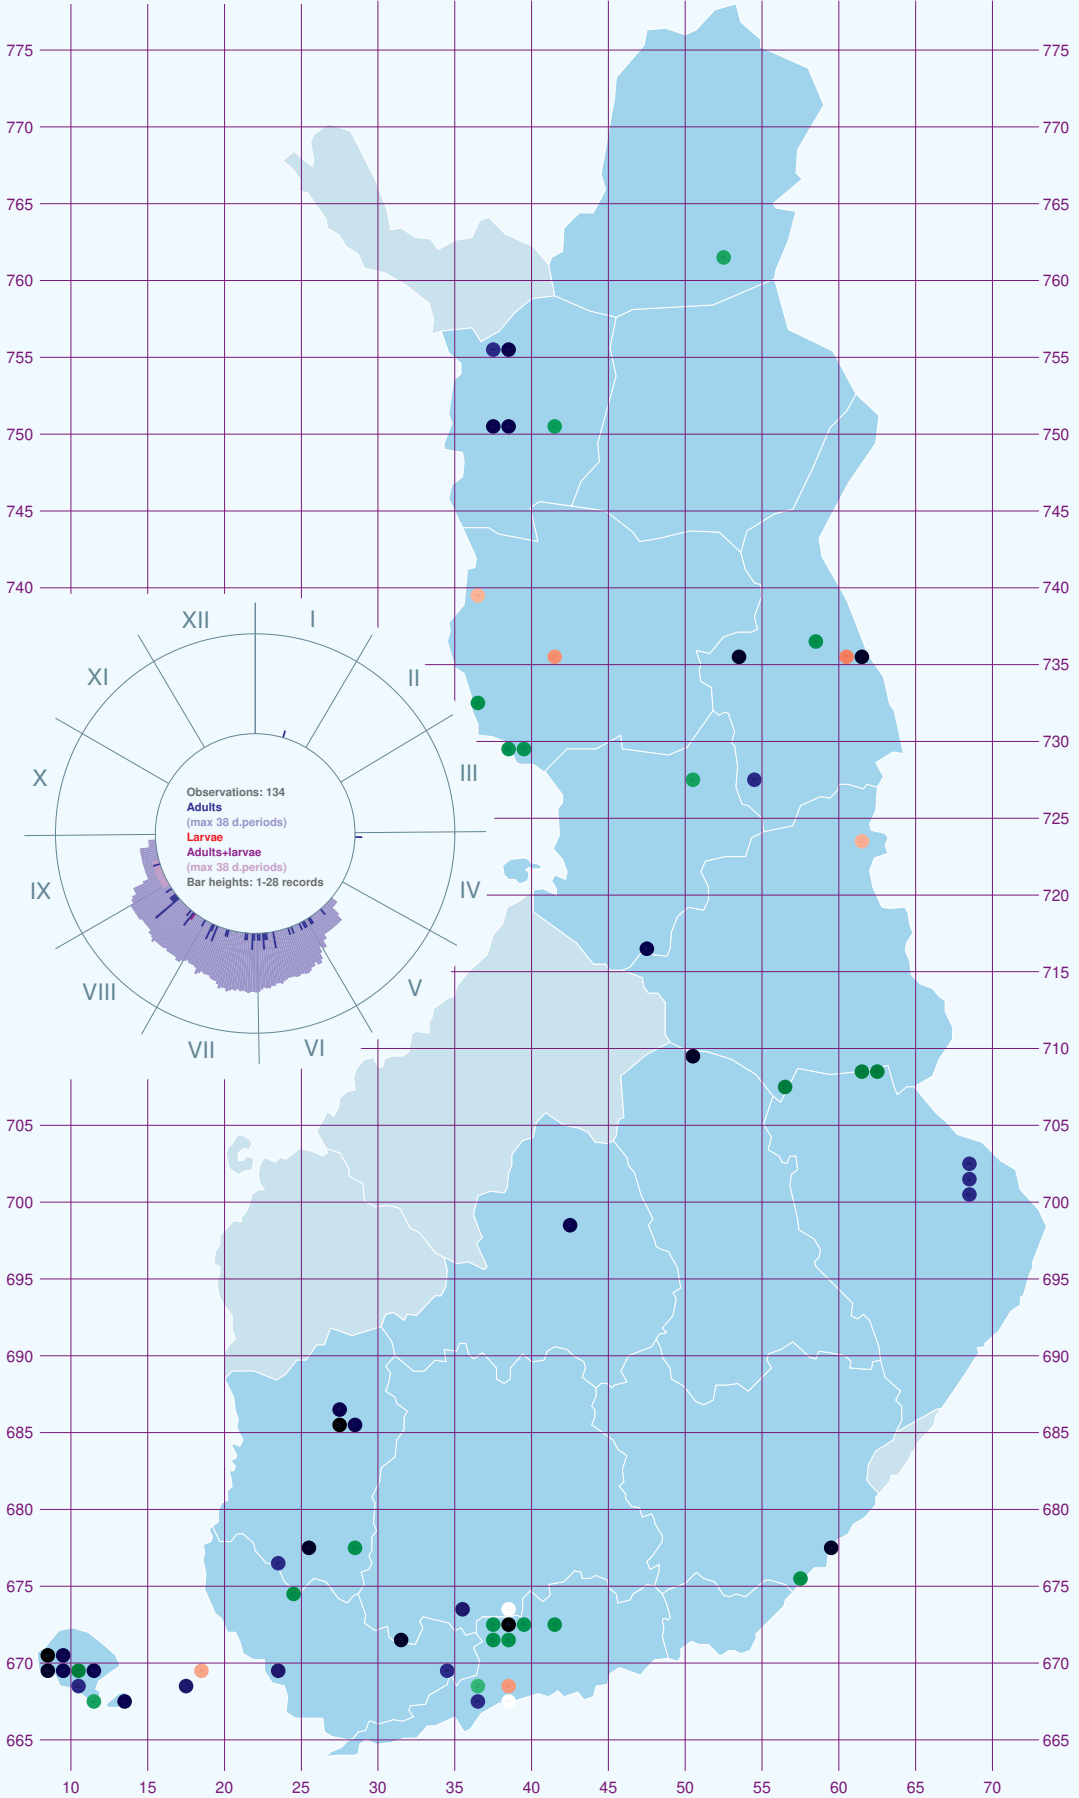 775 775
770 770
765 765
760 760
755 755
750 750
745 745
740 740
XII I
XI II
735 735
730 730
X III
Observations: 134
Adults
(max 38 d.periods)
Larvae
Adults+larvae
(max 38 d.periods)
Bar heights: 1-28 records
725 725
IX IV
720 720
VIII V
715 715
VII VI
710 710
705 705
700 700
695 695
690 690
685 685
680 680
675 675
670 670
665 665
10 15 20 25 30 35 40 45 50 55 60 65 70